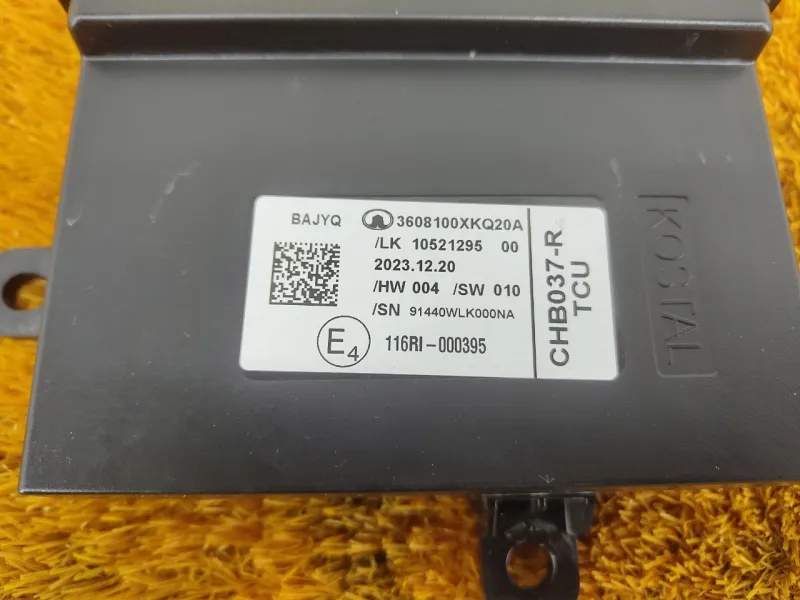 BAJYQ 3608100XKQ20A
/LK 10521295 00
2023.12.20
/HW 004 /SW 010
/SN 91440WLK000NA
E4 116RI-000395
CHB037-R
TCU
KOSTAL